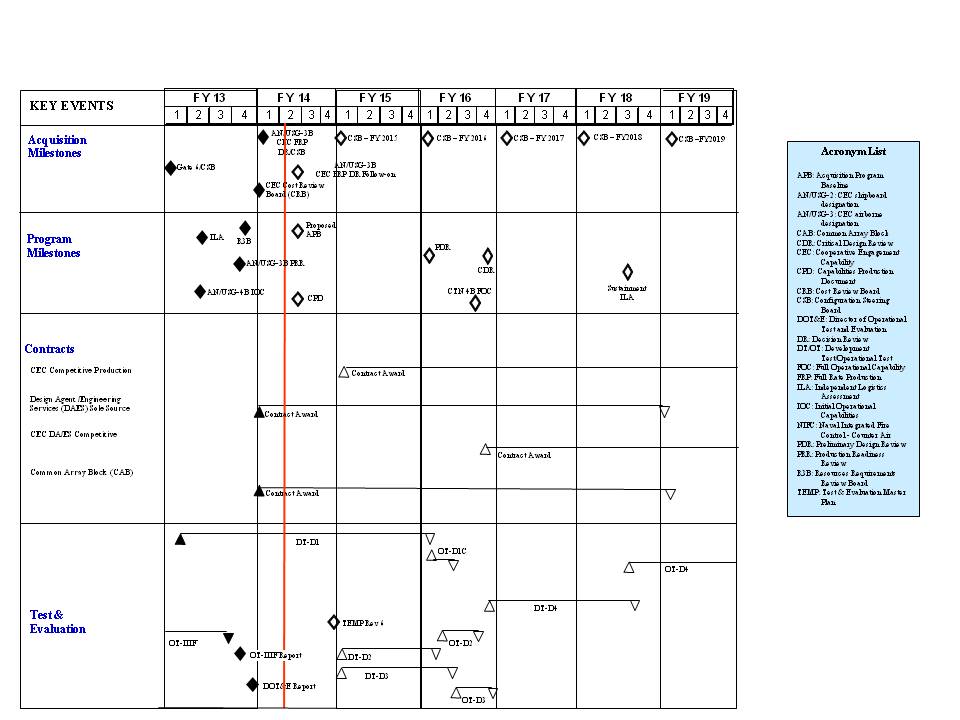 KEY EVENTS
FY 13
FY 14
FY 15
FY 16
FY 17
FY 18
FY 19
1 2 3 4 1 2 3 4 1 2 3 4 1 2 3 4 1 2 3 4 1 2 3 4 1 2 3 4
Acquisition
Milestones
Gate 6/CSB
AN/USG-3B
CEC FRP
DR/CSB
CSB – FY2015
CSB – FY2016
CSB – FY2017
CSB – FY2018
CSB – FY2019
AN/USG-3B
CEC FRP DR Follow-on
CEC Cost Review
Board (CRB)
Program
Milestones
ILA
R3B
Proposed
APB
AN/USG-3B PRR
AN/USG-4B IOC
CPD
PDR
CDR
CTN 4B FOC
Sustainment
ILA
Contracts
CEC Competitive Production
Contract Award
Design Agent /Engineering
Services (DAES) Sole Source
Contract Award
CEC DA/ES Competitive
Contract Award
Common Array Block (CAB)
Contract Award
Test &
Evaluation
DT-D1
OT-D1C
OT-D4
DT-D4
TEMP Rev 6
OT-IIIF
OT-D2
OT-IIIF Report
DT-D2
DT-D3
DOT&E Report
OT-D3
Acronym List
APB: Acquisition Program
Baseline
AN/USG-2: CEC shipboard
designation
AN/USG-3: CEC airborne
designation
CAB: Common Array Block
CDR: Critical Design Review
CEC: Cooperative Engagement
Capability
CPD: Capabilities Production
Document
CRB: Cost Review Board
CSB: Configuration Steering
Board
DOT&E: Director of Operational
Test and Evaluation
DR: Decision Review
DT/OT: Development
Test/Operational Test
FOC: Full Operational Capability
FRP: Full Rate Production
ILA: Independent Logistics
Assessment
IOC: Initial Operational
Capabilities
NIFC: Naval Integrated Fire
Control - Counter Air
PDR: Preliminary Design Review
PRR: Production Readiness
Review
R3B: Resources Requirement
Review Board
TEMP: Test & Evaluation Master
Plan